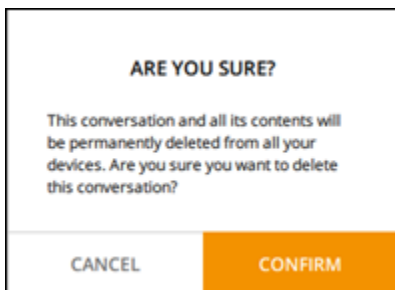 ARE YOU SURE?
This conversation and all its contents will
be permanently deleted from all your
devices. Are you sure you want to delete
this conversation?
CANCEL
CONFIRM